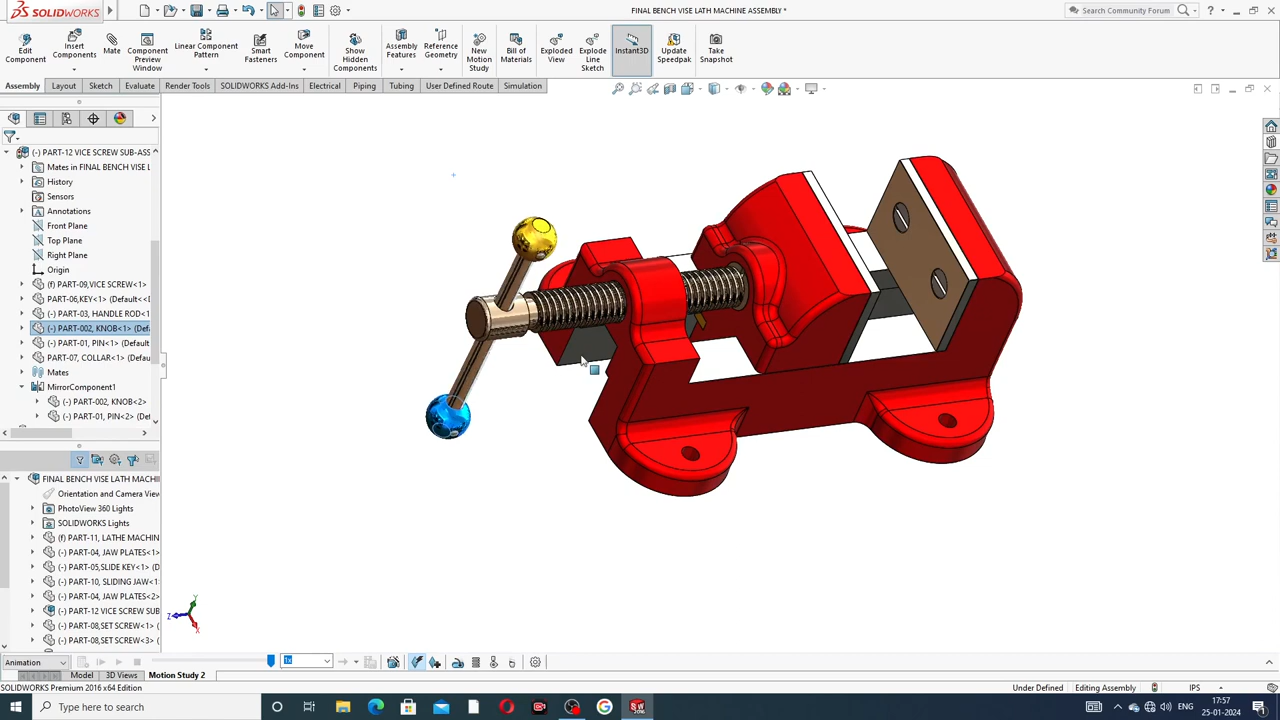 SOLIDWORKS
FINAL BENCH VISE LATH MACHINE ASSEMBLY *
Search Community Forum
Edit Component
Insert Components
Mate
Component Preview Window
Linear Component Pattern
Smart Fasteners
Move Component
Show Hidden Components
Assembly Features
Reference Geometry
New Motion Study
Bill of Materials
Exploded View
Explode Line Sketch
Instant3D
Update Speedpak
Take Snapshot
Assembly Layout Sketch Evaluate Render Tools SOLIDWORKS Add-Ins Electrical Piping Tubing User Defined Route Simulation
(-) PART-12 VICE SCREW SUB-ASS
Mates in FINAL BENCH VISE L
History
Sensors
Annotations
Front Plane
Top Plane
Right Plane
Origin
(f) PART-09, VICE SCREW<1>
PART-06,KEY<1> (Default<
(-) PART-03, HANDLE ROD<1
(-) PART-002, KNOB<1> (Defa
(-) PART-01, PIN<1> (Default
PART-07, COLLAR<1> (Defau
Mates
MirrorComponent1
(-) PART-002, KNOB<2>
(-) PART-01, PIN<2> (Def
FINAL BENCH VISE LATH MACHIN
Orientation and Camera View
PhotoView 360 Lights
SOLIDWORKS Lights
(f) PART-11, LATHE MACHIN
(-) PART-04, JAW PLATES<1>
(-) PART-05,SLIDE KEY<1> (D
(-) PART-10, SLIDING JAW<1
(-) PART-04, JAW PLATES<2>
(-) PART-12 VICE SCREW SUB
(-) PART-08,SET SCREW<1> (
(-) PART-08,SET SCREW<3> (
Y
Z
X
Animation
1x
Model 3D Views Motion Study 2
SOLIDWORKS Premium 2016 x64 Edition
Under Defined Editing Assembly IPS
Type here to search
ENG
17:57
25-01-2024